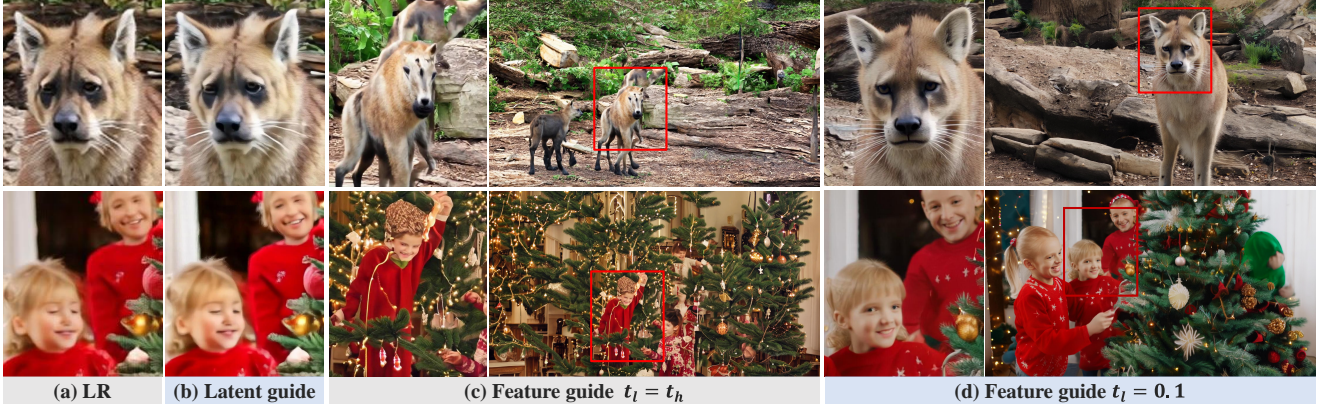 (a) LR
(b) Latent guide
(c) Feature guide t_l = t_h
(d) Feature guide t_l = 0.1